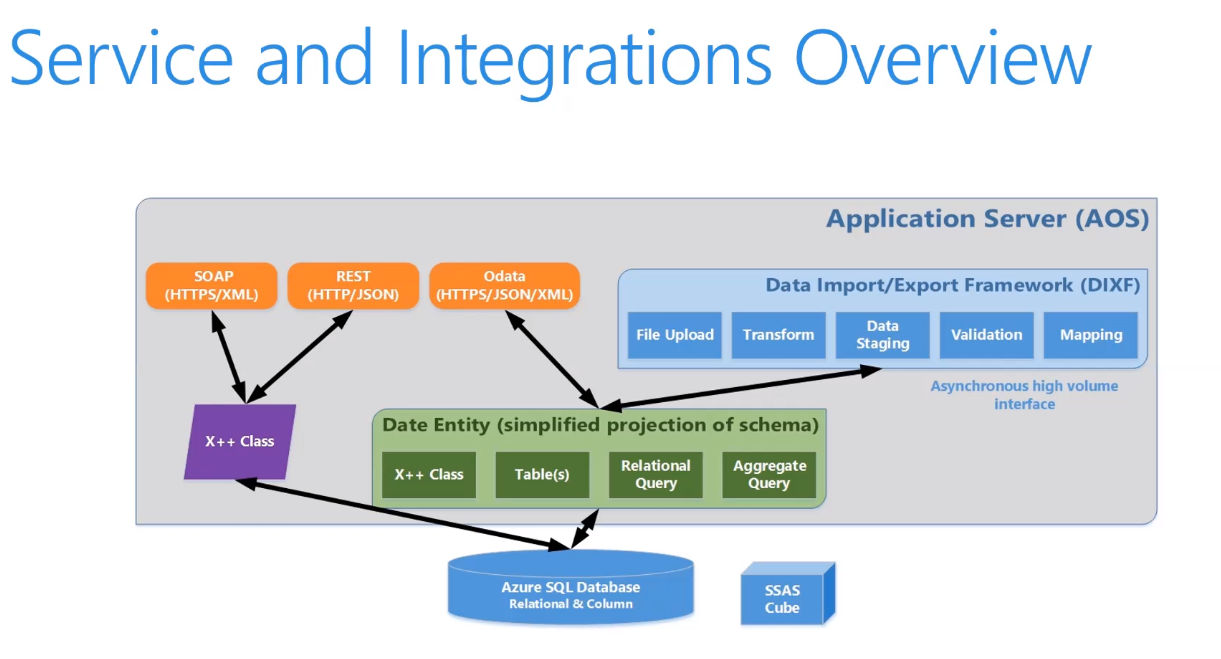 Service and Integrations Overview
Application Server (AOS)
SOAP
(HTTPS/XML)
REST
(HTTP/JSON)
Odata
(HTTPS/JSON/XML)
Data Import/Export Framework (DIXF)
File Upload
Transform
Data
Staging
Validation
Mapping
Asynchronous high volume
interface
X++ Class
Date Entity (simplified projection of schema)
X++ Class
Table(s)
Relational
Query
Aggregate
Query
Azure SQL Database
Relational & Column
SSAS
Cube